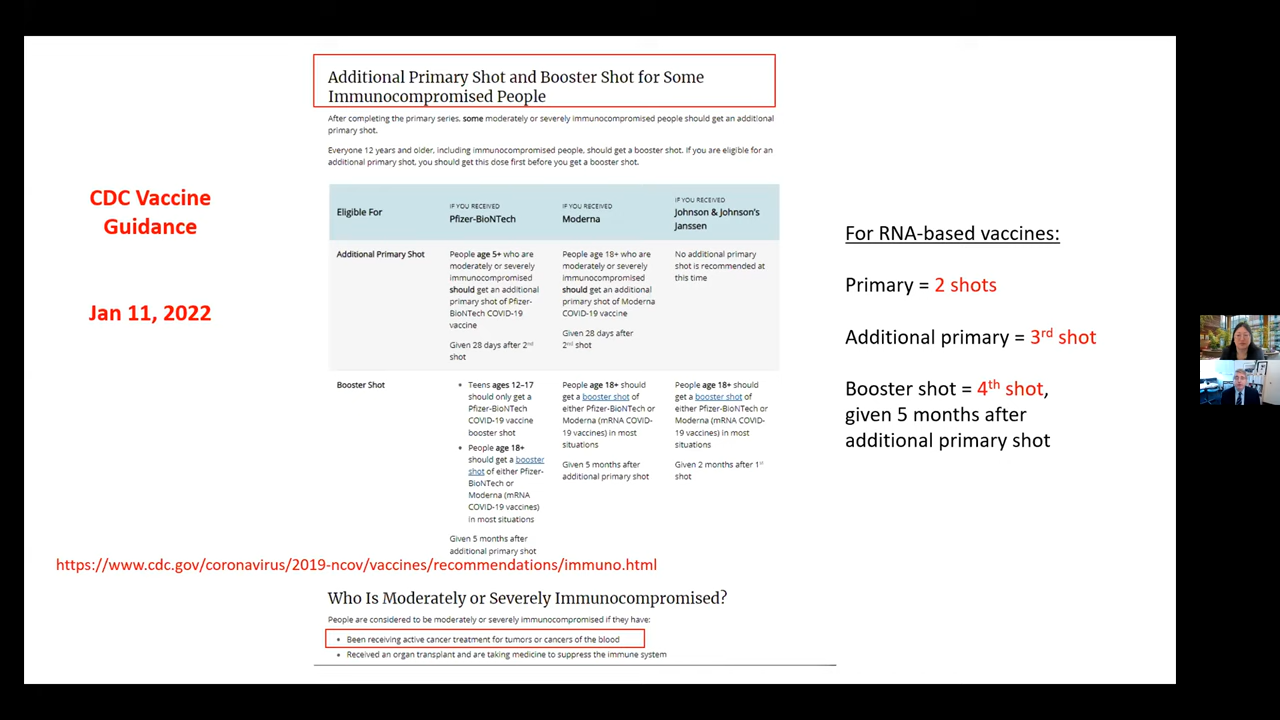 Additional Primary Shot and Booster Shot for Some
Immunocompromised People
After completing the primary series, some moderately or severely immunocompromised people should get an additional
primary shot.
Everyone 12 years and older, including immunocompromised people, should get a booster shot. If you are eligible for an
additional primary shot, you should get this dose first before you get a booster shot.
CDC Vaccine
Guidance
Jan 11, 2022
Eligible For
IF YOU RECEIVED
Pfizer-BioNTech
IF YOU RECEIVED
Moderna
IF YOU RECEIVED
Johnson & Johnson's
Janssen
Additional Primary Shot
People age 5+ who are
moderately or severely
immunocompromised
should get an additional
primary shot of Pfizer-
BioNTech COVID-19
vaccine
Given 28 days after 2nd
shot
People age 18+ who are
moderately or severely
immunocompromised
should get an additional
primary shot of Moderna
COVID-19 vaccine
Given 28 days after
2nd shot
No additional primary
shot is recommended at
this time
Booster Shot
• Teens ages 12–17
should only get a
Pfizer-BioNTech
COVID-19 vaccine
booster shot
• People age 18+
should get a booster
shot of either Pfizer-
BioNTech or
Moderna (mRNA
COVID-19 vaccines)
in most situations
Given 5 months after
additional primary shot
People age 18+ should
get a booster shot of
either Pfizer-BioNTech or
Moderna (mRNA COVID-
19 vaccines) in most
situations
Given 5 months after
additional primary shot
People age 18+ should
get a booster shot of
either Pfizer-BioNTech or
Moderna (mRNA COVID-
19 vaccines) in most
situations
Given 2 months after 1st
shot
For RNA-based vaccines:
Primary = 2 shots
Additional primary = 3rd shot
Booster shot = 4th shot,
given 5 months after
additional primary shot
https://www.cdc.gov/coronavirus/2019-ncov/vaccines/recommendations/immuno.html
Who Is Moderately or Severely Immunocompromised?
People are considered to be moderately or severely immunocompromised if they have:
• Been receiving active cancer treatment for tumors or cancers of the blood
• Received an organ transplant and are taking medicine to suppress the immune system